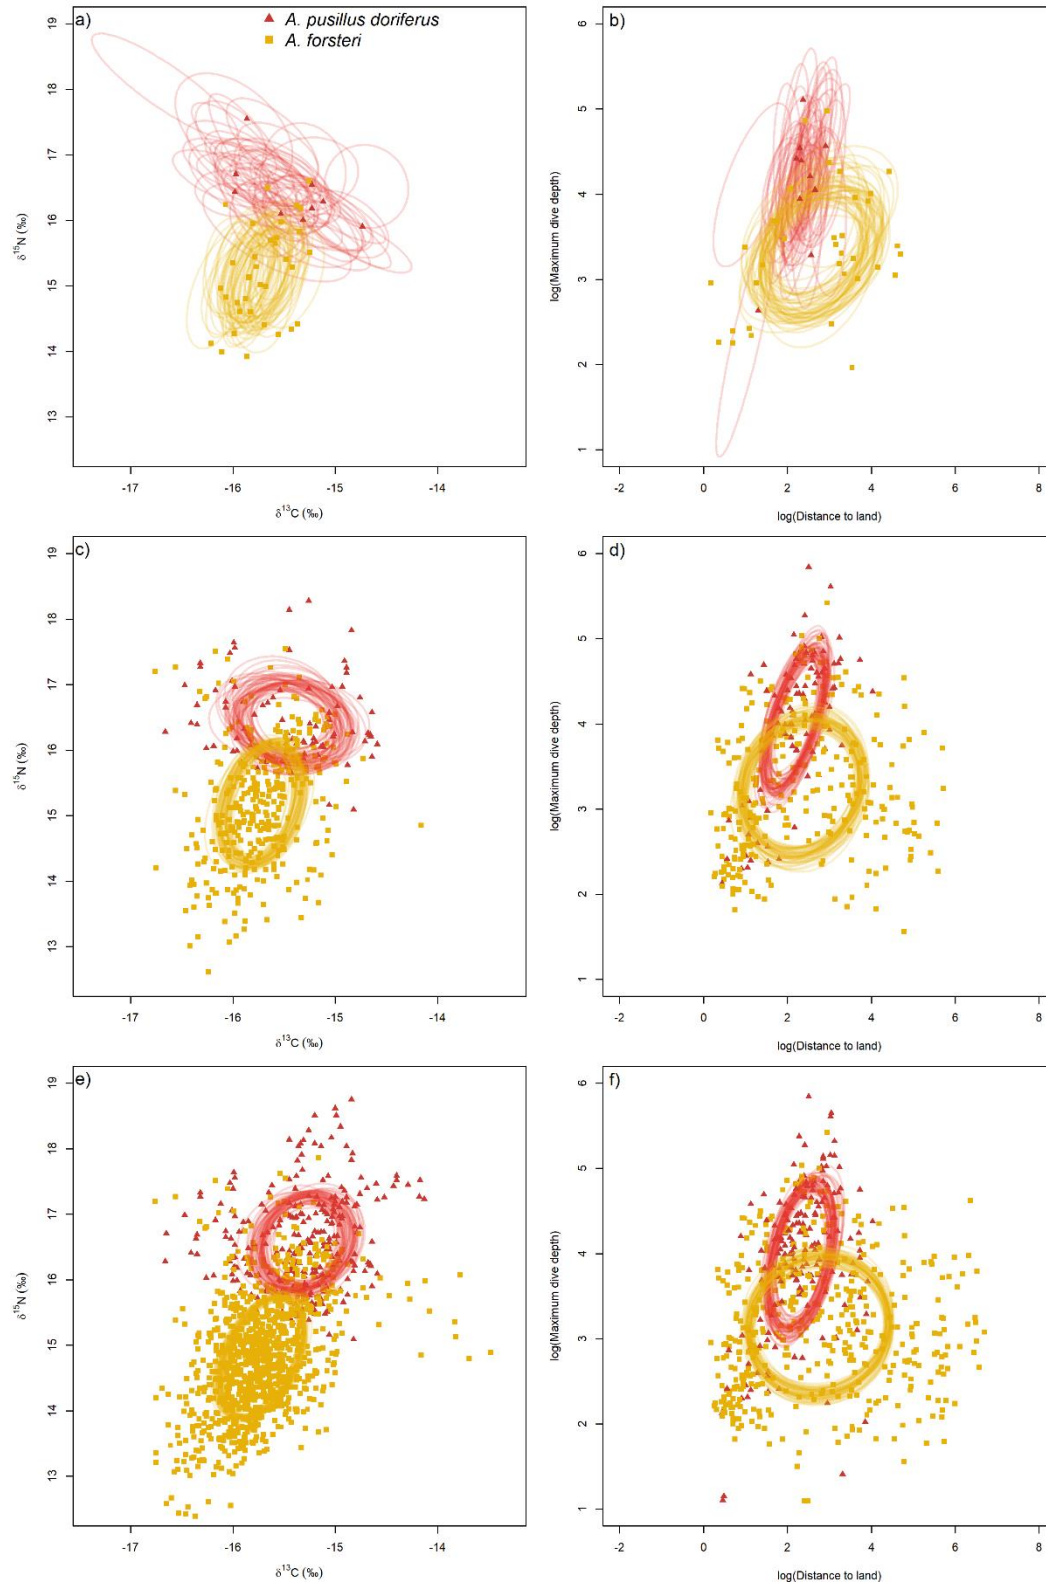 a)
▲ A. pusillus doriferus
■ A. forsteri
19
18
17
16
15
14
13
δ15N (‰)
-17 -16 -15 -14
δ13C (‰)
b)
6
5
4
3
2
1
log(Maximum dive depth)
-2 0 2 4 6 8
log(Distance to land)
c)
19
18
17
16
15
14
13
δ15N (‰)
-17 -16 -15 -14
δ13C (‰)
d)
6
5
4
3
2
1
log(Maximum dive depth)
-2 0 2 4 6 8
log(Distance to land)
e)
19
18
17
16
15
14
13
δ15N (‰)
-17 -16 -15 -14
δ13C (‰)
f)
6
5
4
3
2
1
log(Maximum dive depth)
-2 0 2 4 6 8
log(Distance to land)